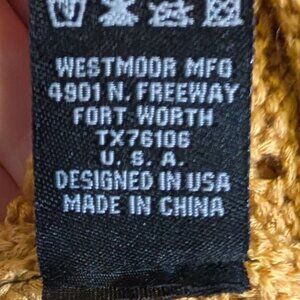 WESTMOOR MFG
4901 N. FREEWAY
FORT WORTH
TX76106
U. S. A.
DESIGNED IN USA
MADE IN CHINA